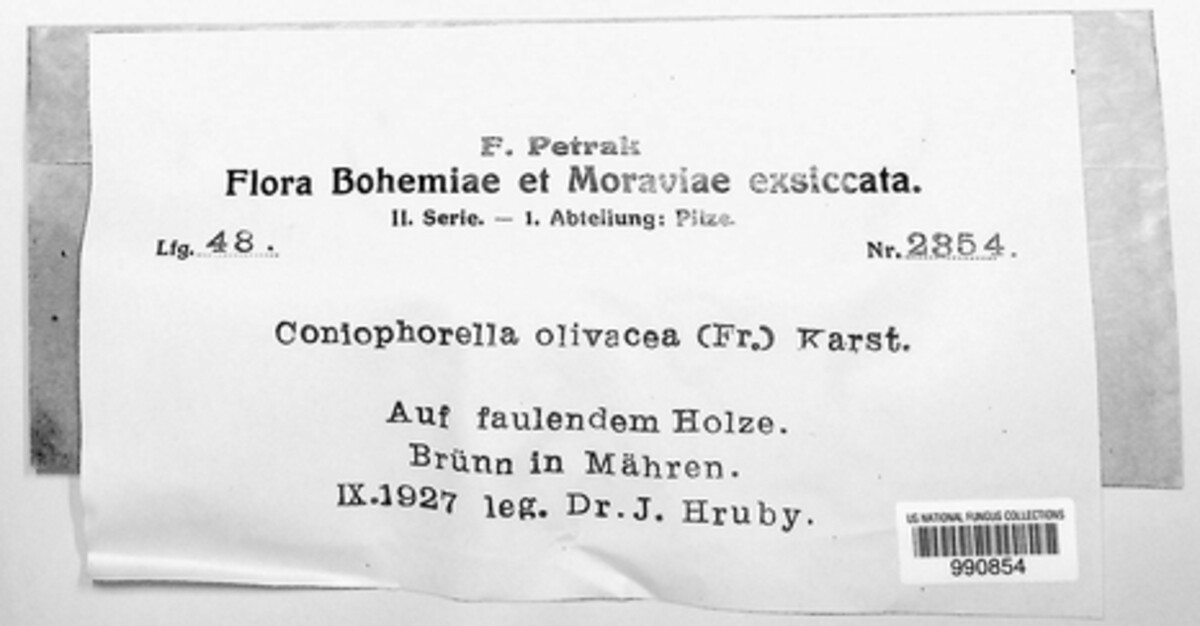 F. Petrak
Flora Bohemiae et Moraviae exsiccata.
II. Serie. — 1. Abteilung: Pilze.
Lfg. 48. Nr. 2354.
Coniophorella olivacea (Fr.) Karst.
Auf faulendem Holze.
Brünn in Mähren.
IX.1927 leg. Dr. J. Hruby.
US NATIONAL FUNGUS COLLECTIONS
990854